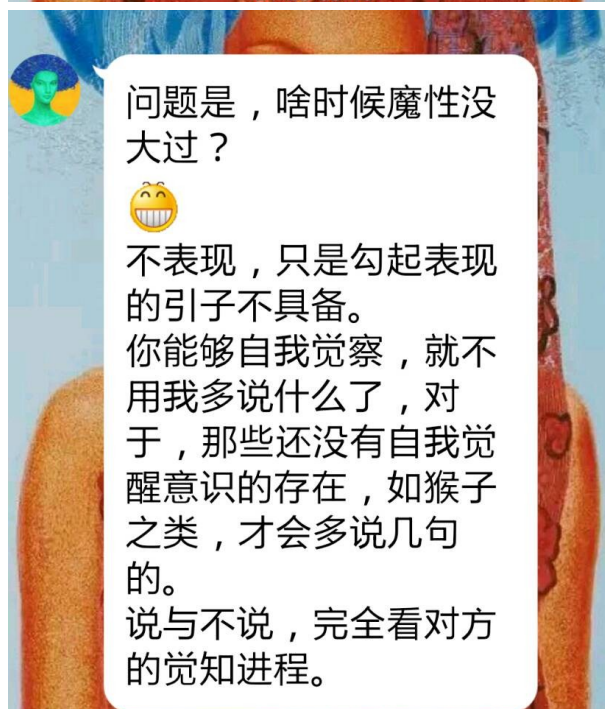 问题是，啥时候魔性没
大过？
不表现，只是勾起表现
的引子不具备。
你能够自我觉察，就不
用我多说什么了，对
于，那些还没有自我觉
醒意识的存在，如猴子
之类，才会多说几句
的。
说与不说，完全看对方
的觉知进程。